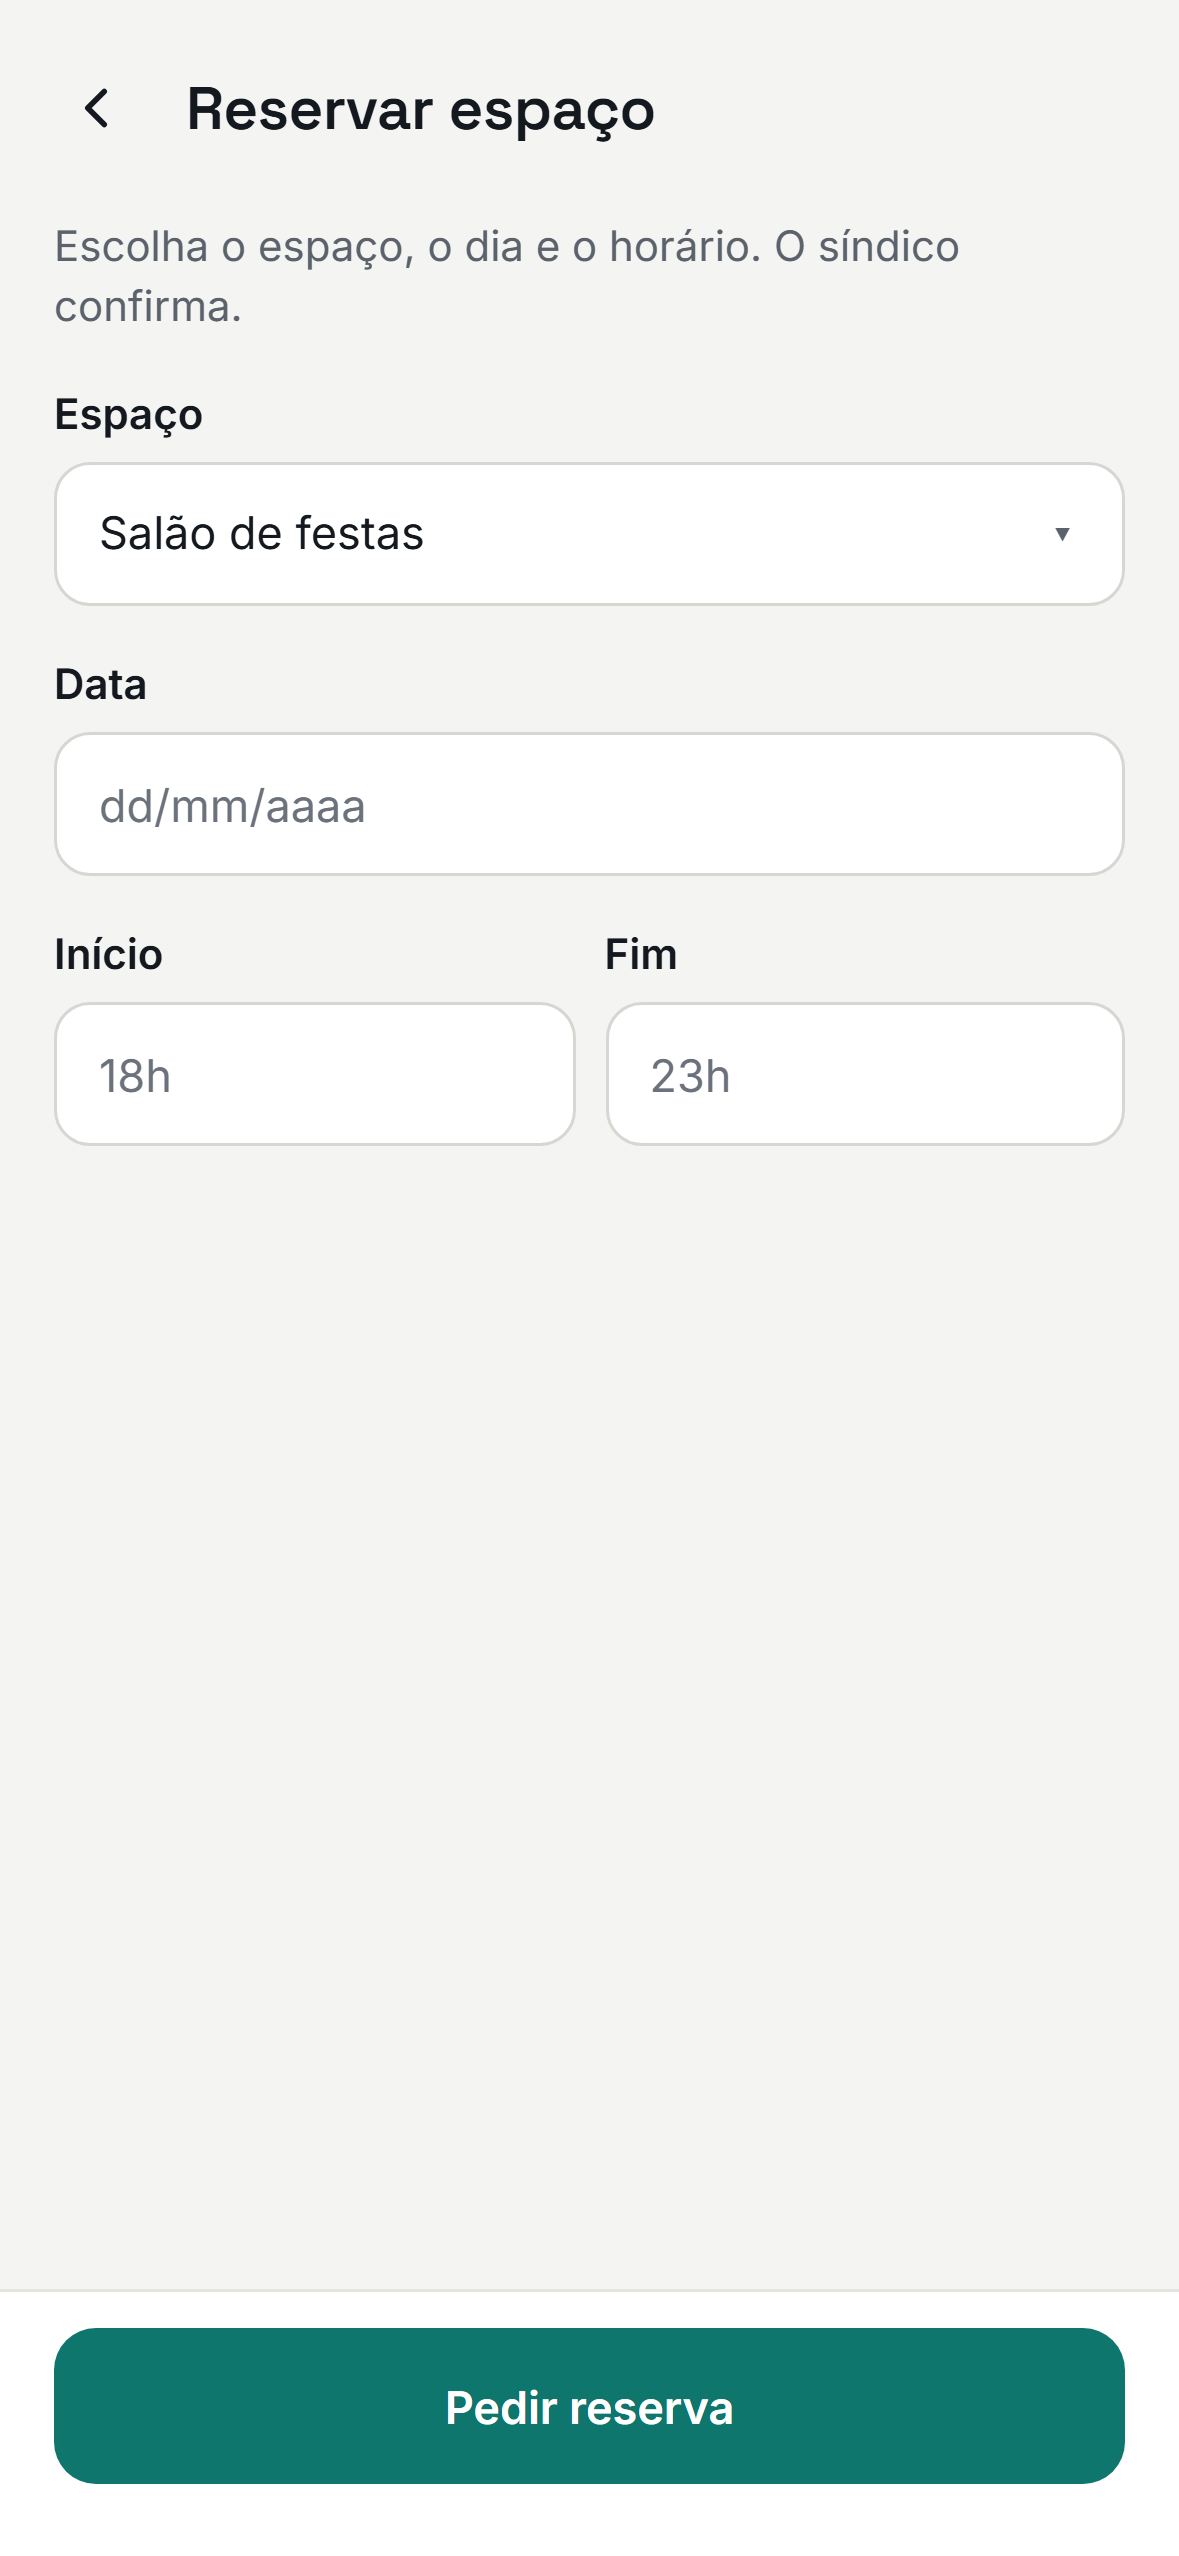 Reservar espaço
Escolha o espaço, o dia e o horário. O síndico
confirma.
Espaço
Salão de festas
Data
dd/mm/aaaa
Início
Fim
18h
23h
Pedir reserva